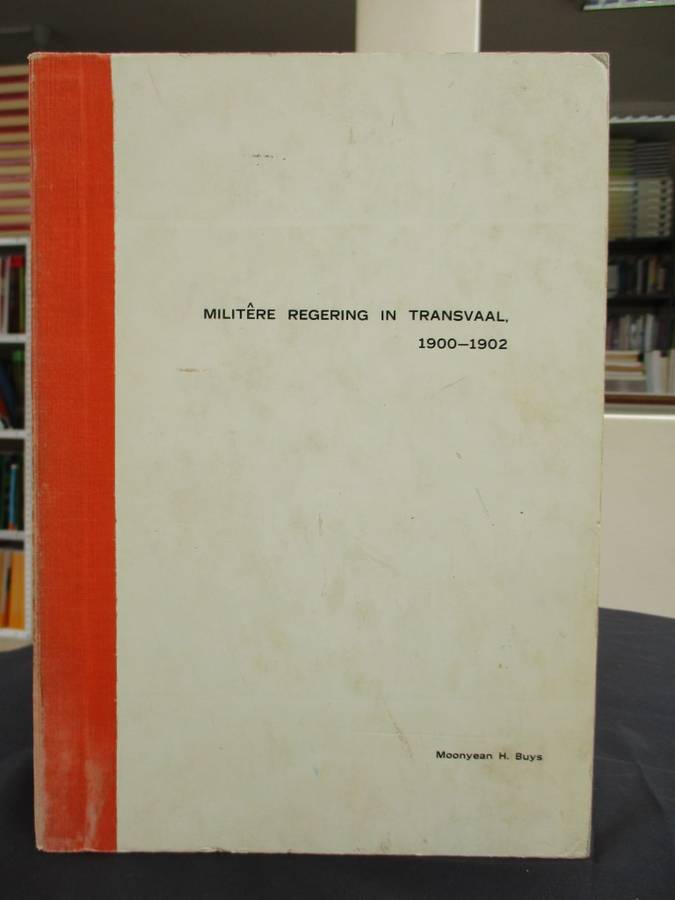 MILITÊRE REGERING IN TRANSVAAL,
1900–1902
Moonyean H. Buys